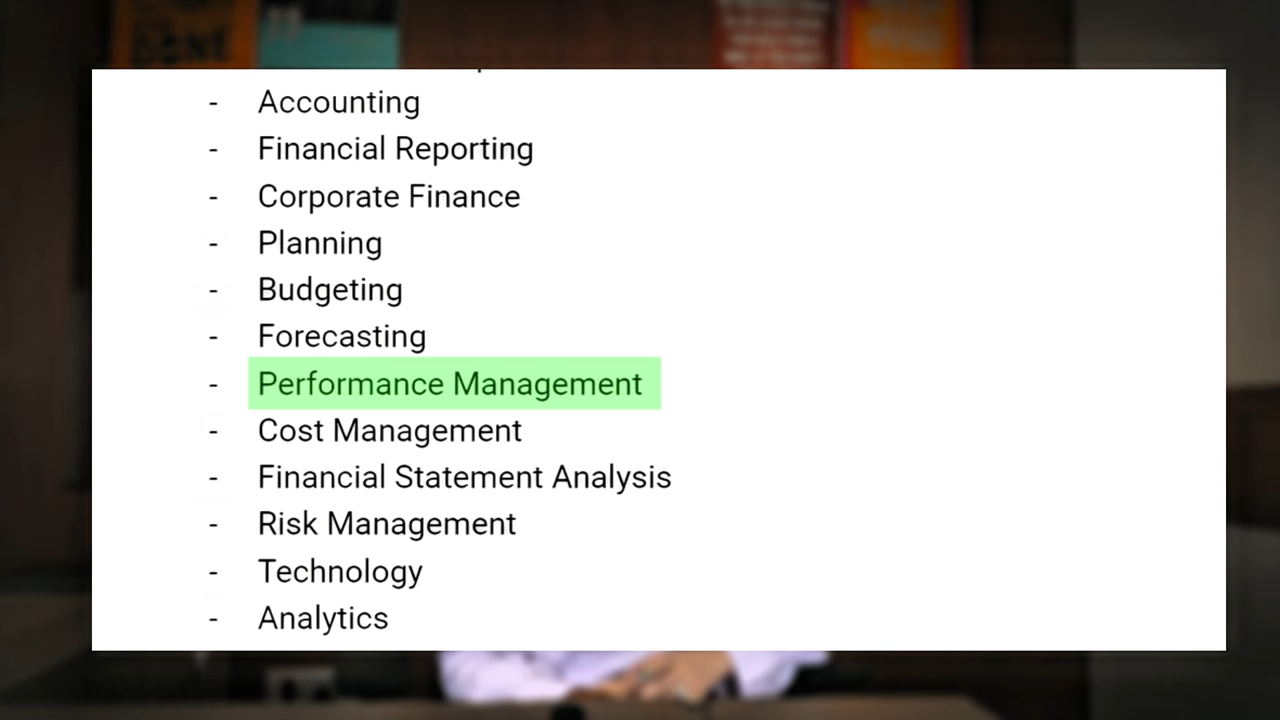 DONE
- Accounting
- Financial Reporting
- Corporate Finance
- Planning
- Budgeting
- Forecasting
- Performance Management
- Cost Management
- Financial Statement Analysis
- Risk Management
- Technology
- Analytics